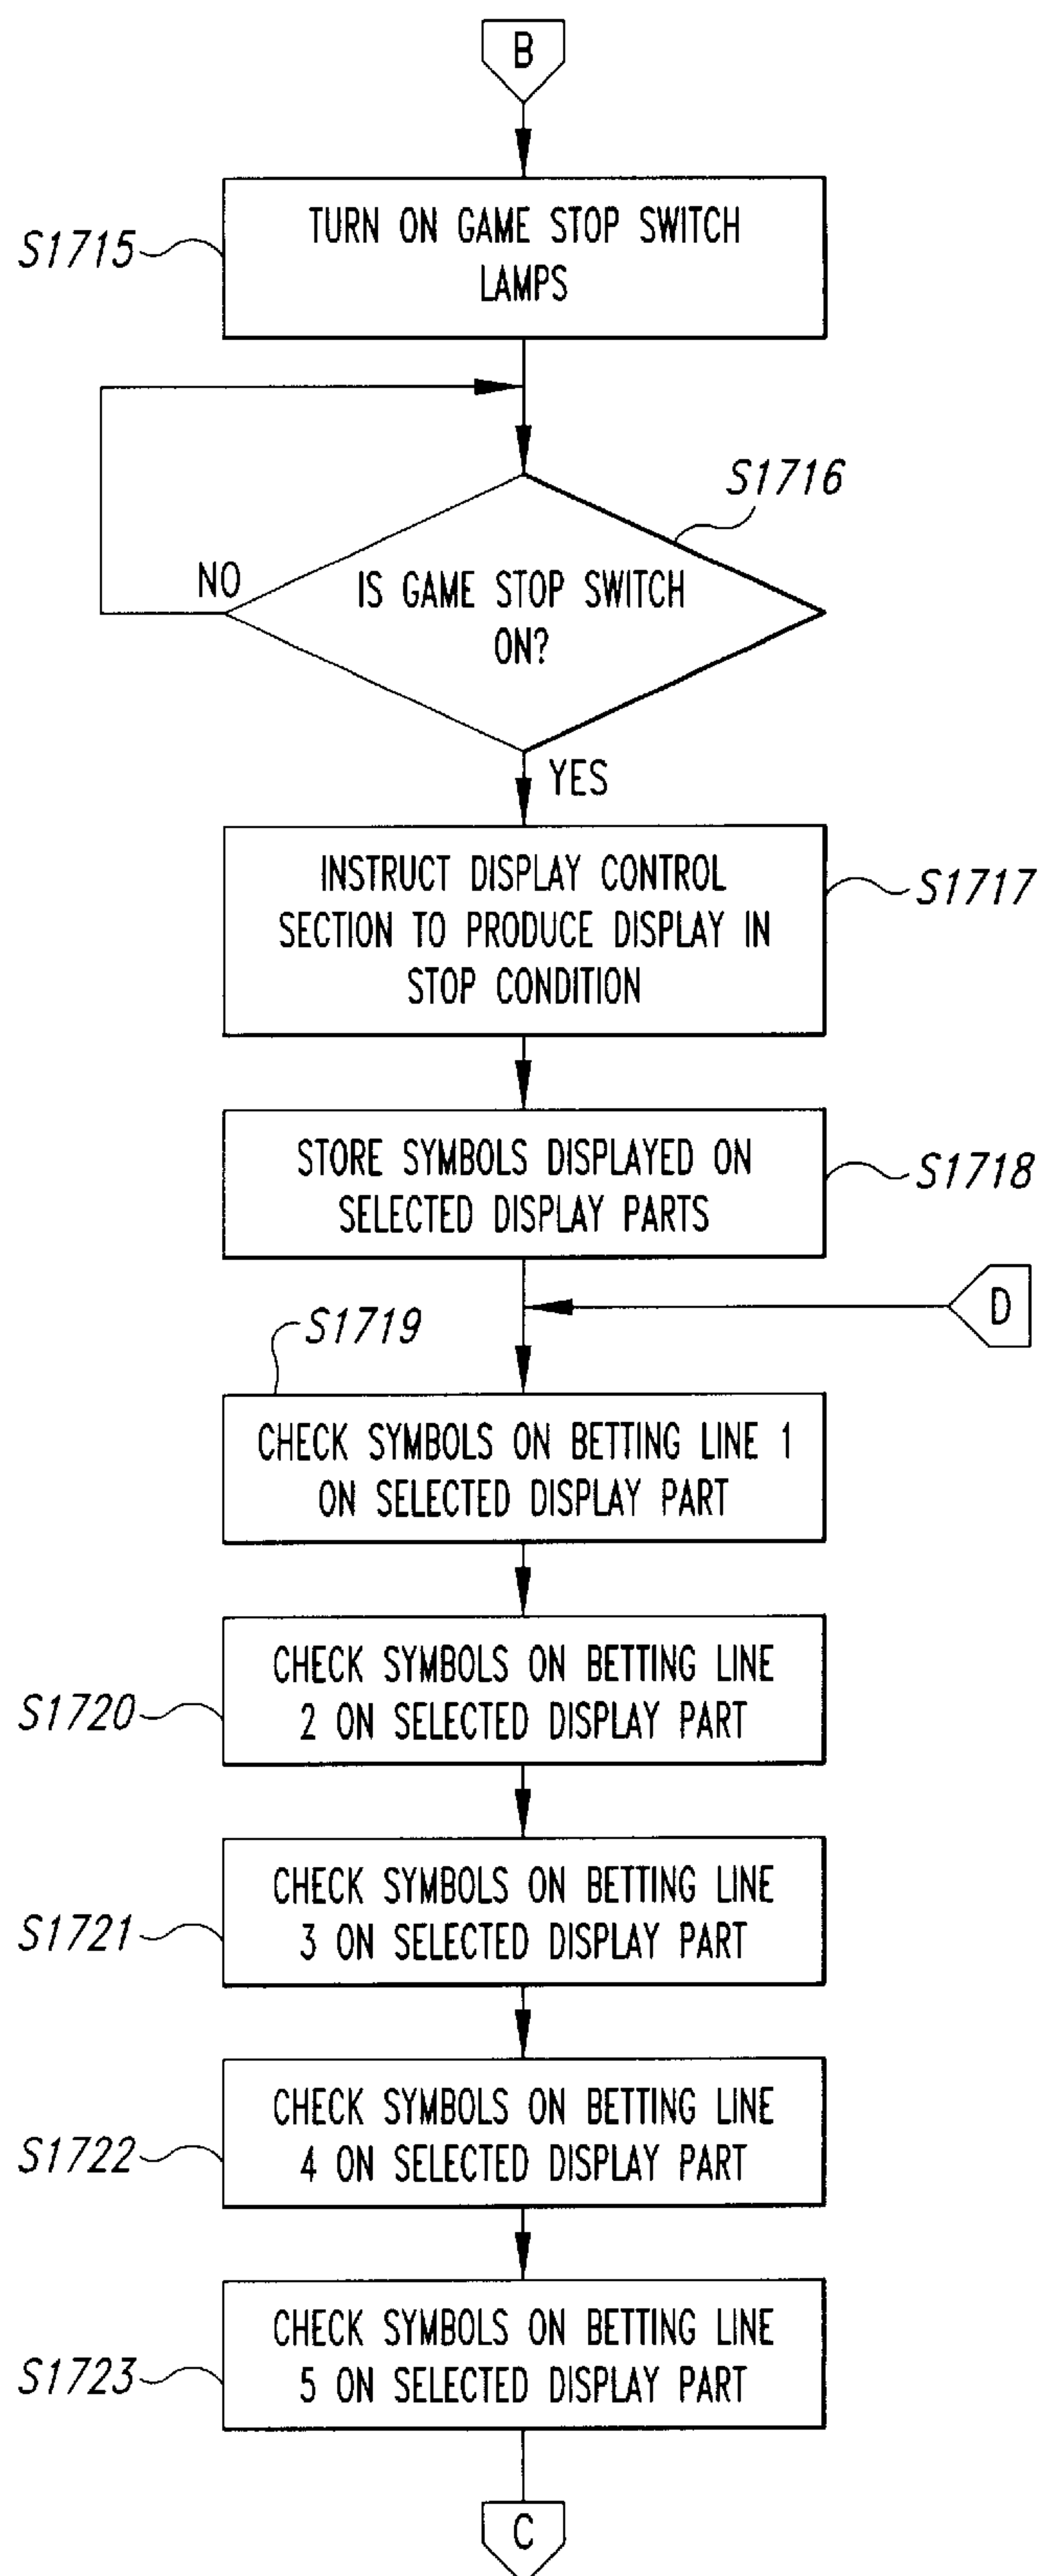 B
S1715
TURN ON GAME STOP SWITCH
LAMPS
S1716
NO
IS GAME STOP SWITCH
ON?
YES
INSTRUCT DISPLAY CONTROL
SECTION TO PRODUCE DISPLAY IN
STOP CONDITION
S1717
STORE SYMBOLS DISPLAYED ON
SELECTED DISPLAY PARTS
S1718
D
S1719
CHECK SYMBOLS ON BETTING LINE 1
ON SELECTED DISPLAY PART
S1720
CHECK SYMBOLS ON BETTING LINE
2 ON SELECTED DISPLAY PART
S1721
CHECK SYMBOLS ON BETTING LINE
3 ON SELECTED DISPLAY PART
S1722
CHECK SYMBOLS ON BETTING LINE
4 ON SELECTED DISPLAY PART
S1723
CHECK SYMBOLS ON BETTING LINE
5 ON SELECTED DISPLAY PART
C